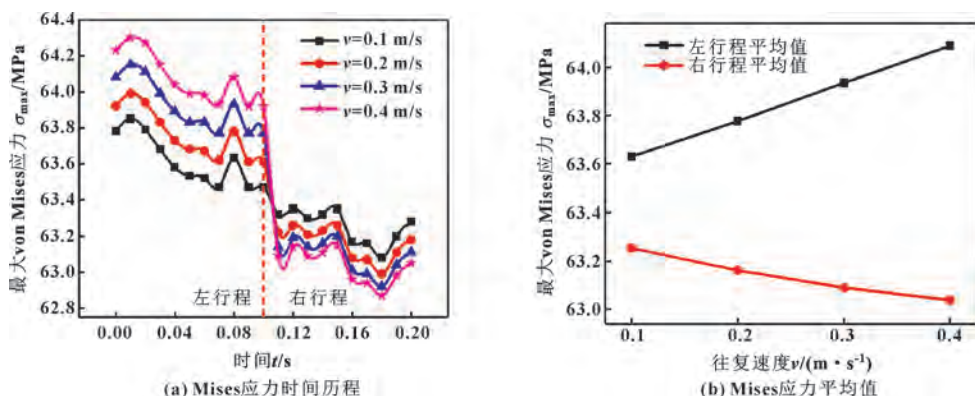 64.4
64.2
64.0
63.8
63.6
63.4
63.2
63.0
62.8
最大von Mises应力 σmax/MPa
v=0.1 m/s
v=0.2 m/s
v=0.3 m/s
v=0.4 m/s
左行程
右行程
0.00 0.04 0.08 0.12 0.16 0.20
时间t/s
(a) Mises应力时间历程
64.0
63.8
63.6
63.4
63.2
63.0
最大von Mises应力 σmax/MPa
左行程平均值
右行程平均值
0.1 0.2 0.3 0.4
往复速度v/(m·s⁻¹)
(b) Mises应力平均值